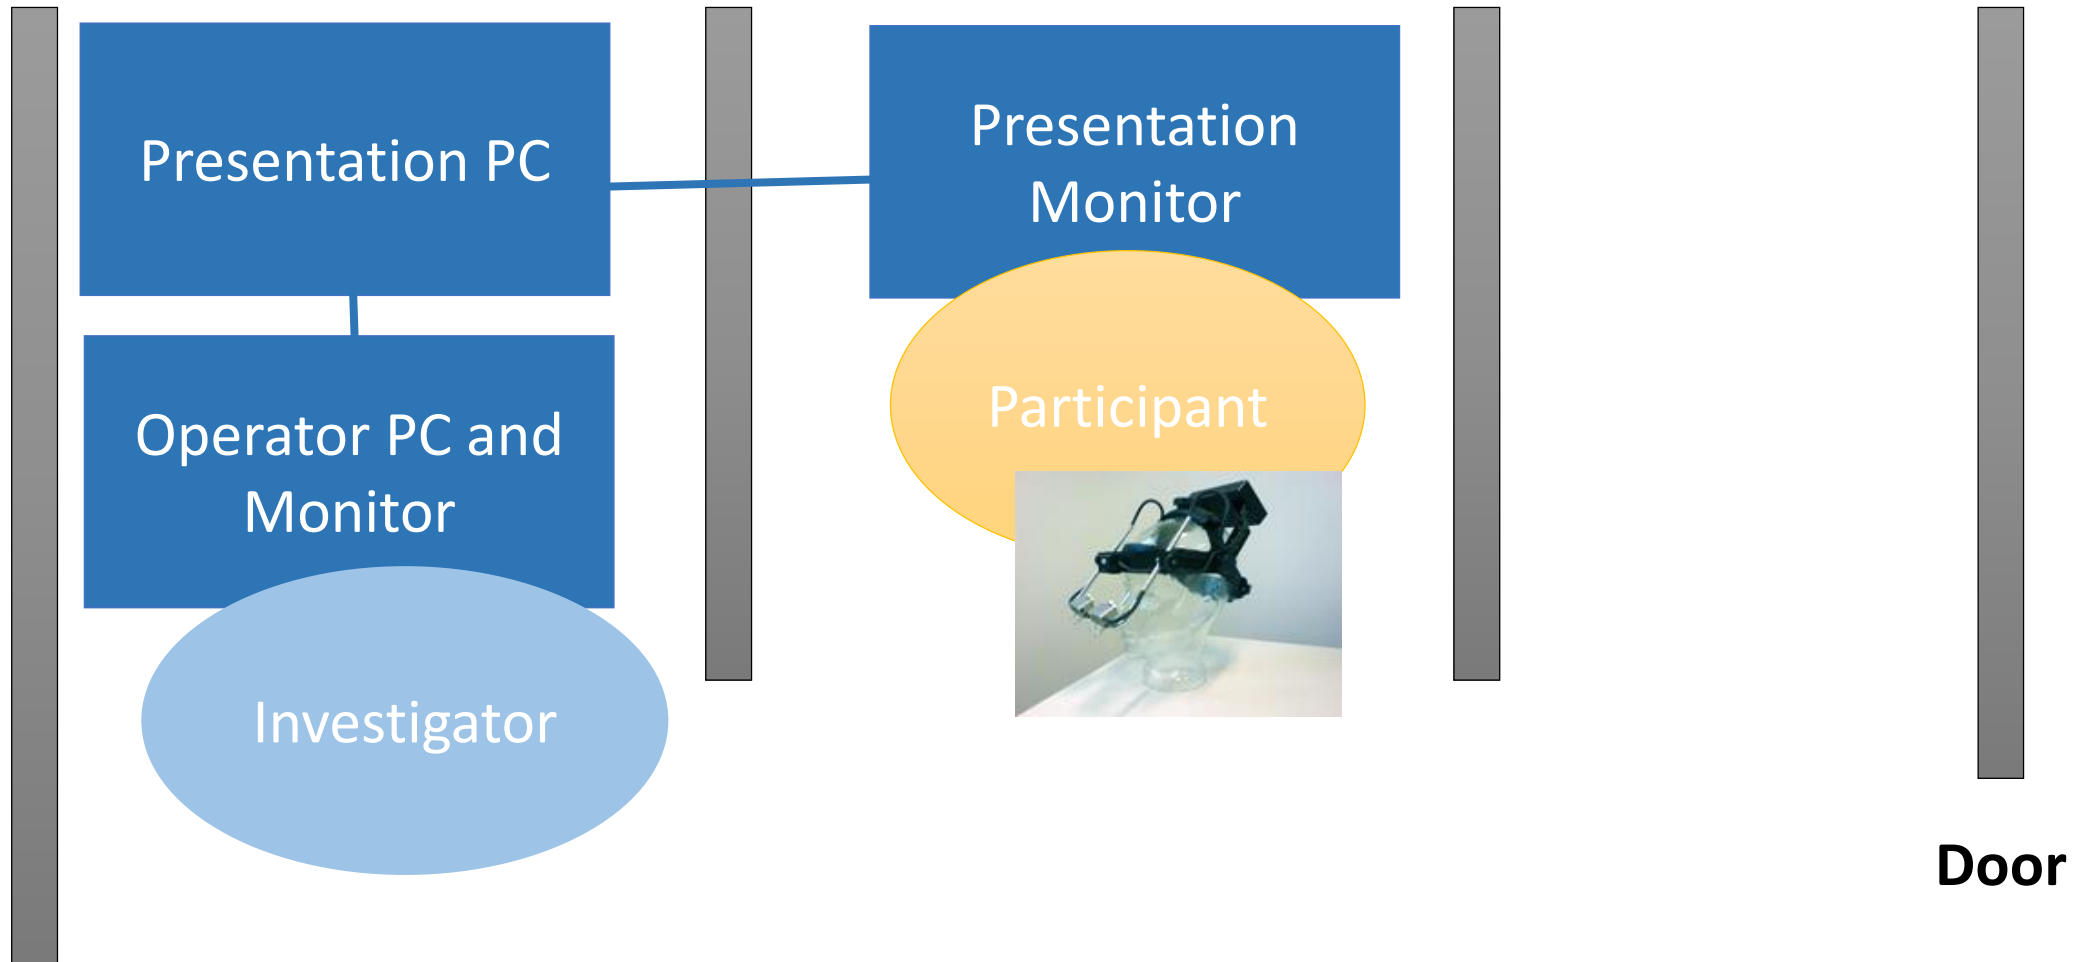 Presentation PC
Presentation
Monitor
Operator PC and
Monitor
Participant
Investigator
Door